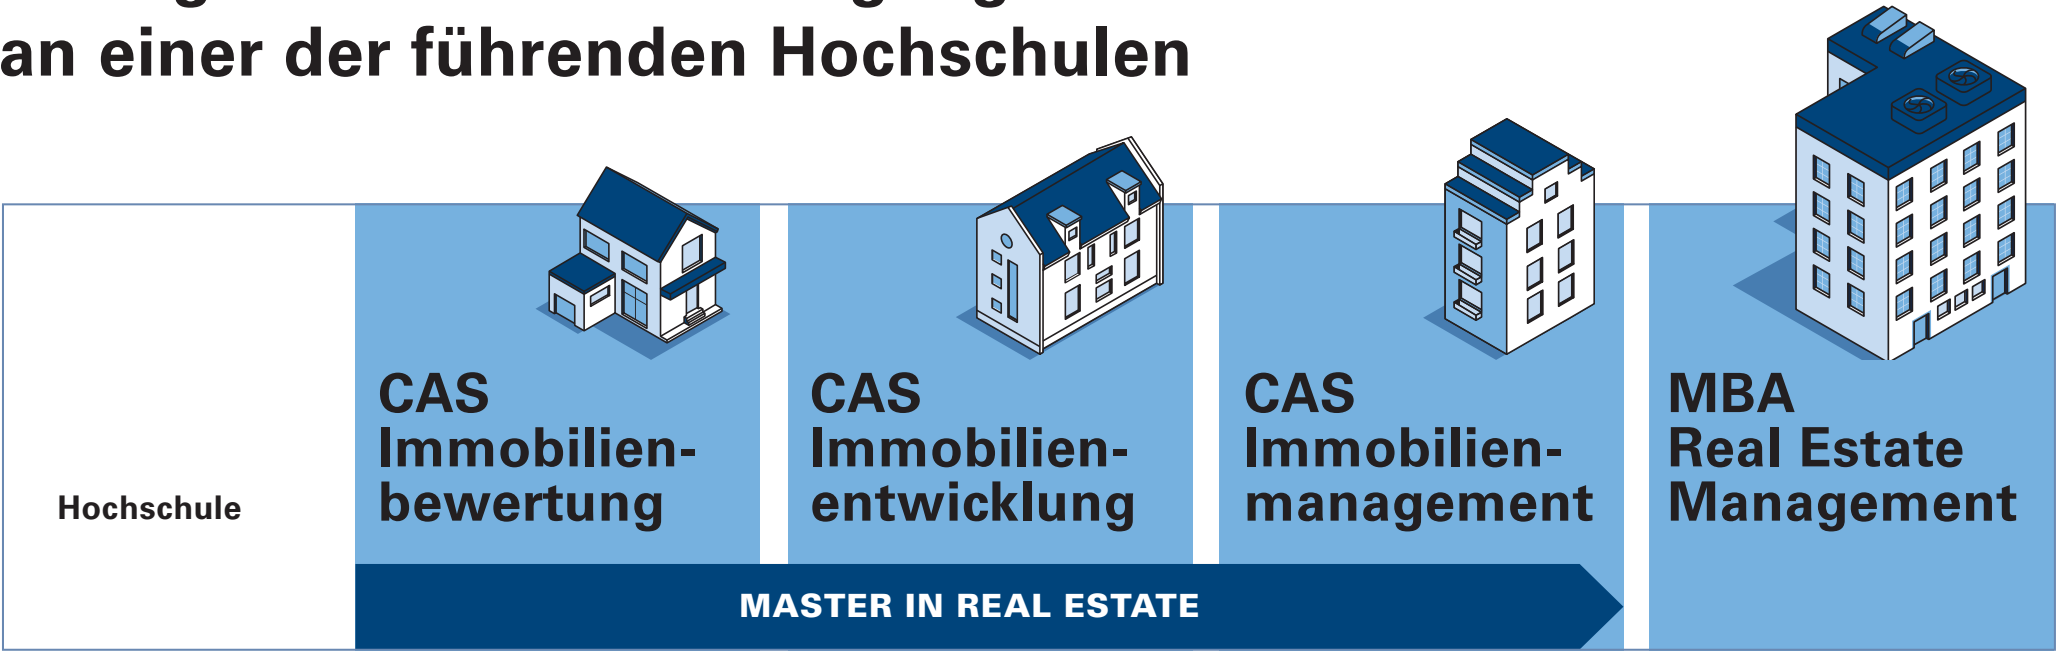 an einer der führenden Hochschulen
Hochschule
CAS
Immobilien-
bewertung
CAS
Immobilien-
entwicklung
CAS
Immobilien-
management
MBA
Real Estate
Management
MASTER IN REAL ESTATE